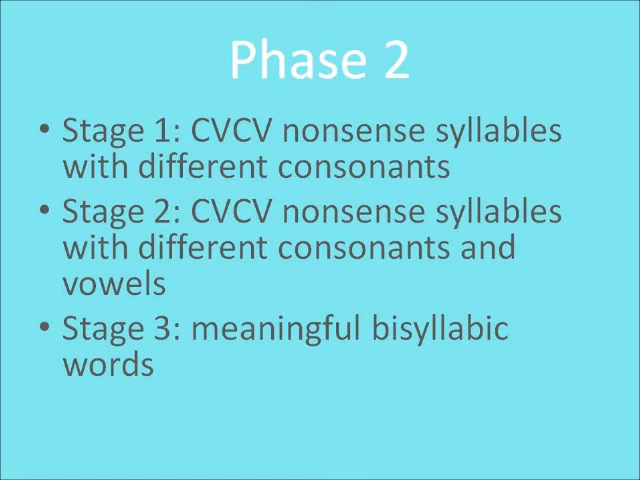 Phase 2
• Stage 1: CVCV nonsense syllables
with different consonants
• Stage 2: CVCV nonsense syllables
with different consonants and
vowels
• Stage 3: meaningful bisyllabic
words